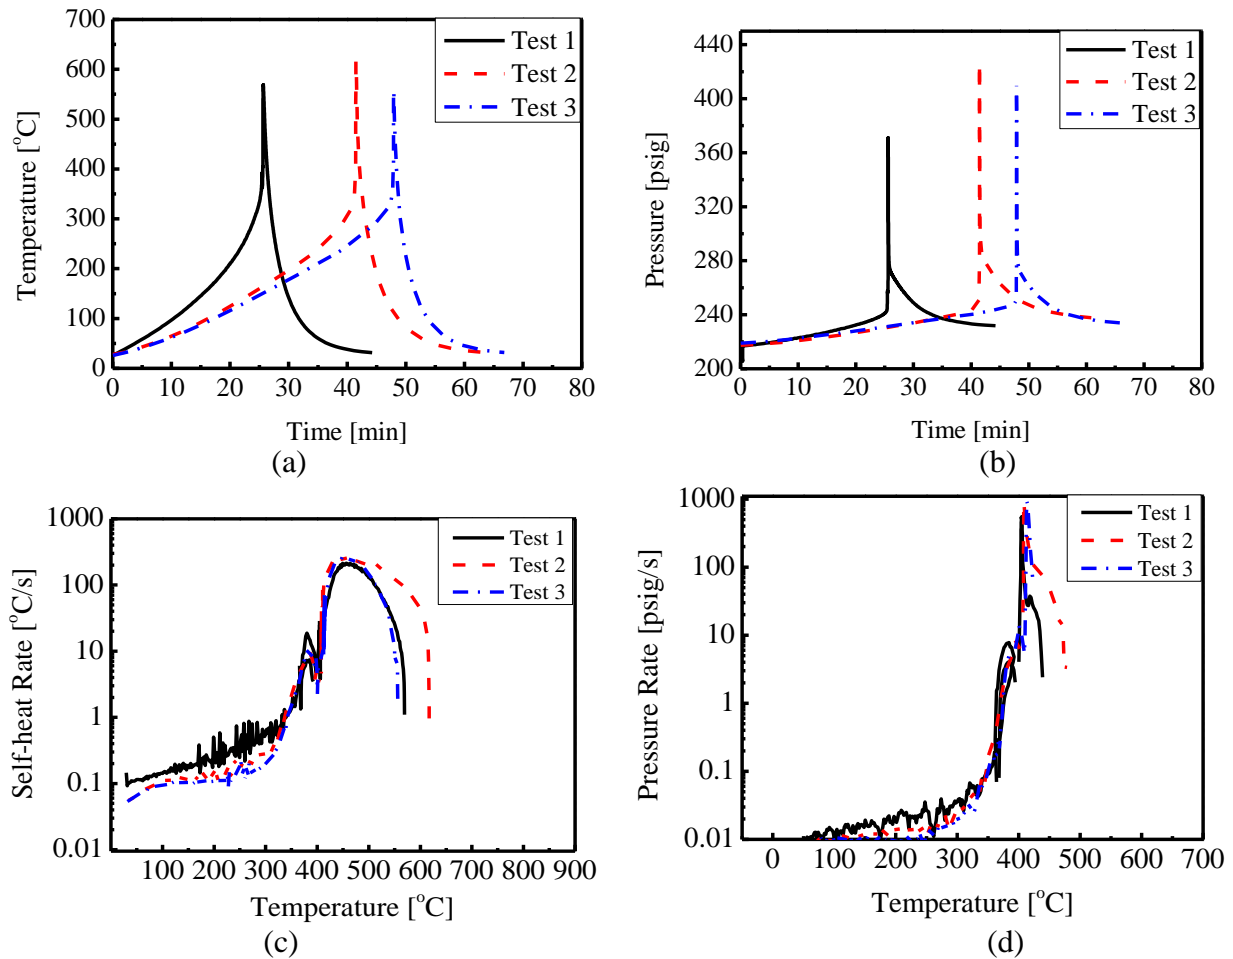 700
600
500
400
300
200
100
0
Temperature [°C]
0 10 20 30 40 50 60 70 80
Time [min]
Test 1
Test 2
Test 3
(a)
440
400
360
320
280
240
200
Pressure [psig]
0 10 20 30 40 50 60 70 80
Time [min]
Test 1
Test 2
Test 3
(b)
1000
100
10
1
0.1
0.01
Self-heat Rate [°C/s]
100 200 300 400 500 600 700 800 900
Temperature [°C]
Test 1
Test 2
Test 3
(c)
1000
100
10
1
0.1
0.01
Pressure Rate [psig/s]
0 100 200 300 400 500 600 700
Temperature [°C]
Test 1
Test 2
Test 3
(d)